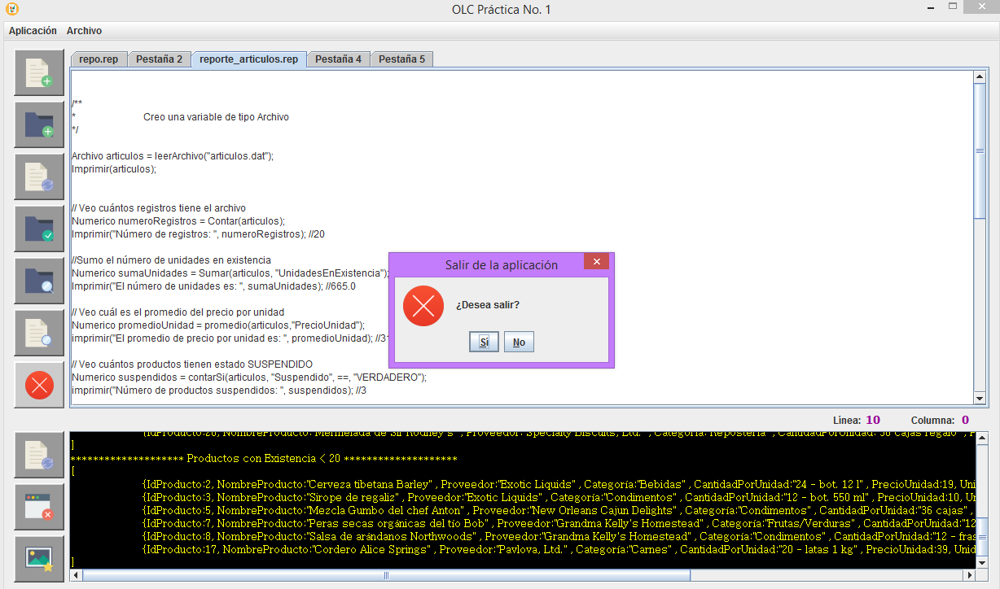 OLC Práctica No. 1
Aplicación Archivo
repo.rep Pestaña 2 reporte_articulos.rep Pestaña 4 Pestaña 5
/**
* Creo una variable de tipo Archivo
*/
Archivo articulos = leerArchivo("articulos.dat");
Imprimir(articulos);
// Veo cuántos registros tiene el archivo
Numerico numeroRegistros = Contar(articulos);
Imprimir("Número de registros: ", numeroRegistros); //20
//Sumo el número de unidades en existencia
Numerico sumaUnidades = Sumar(articulos, "UnidadesEnExistencia");
Imprimir("El número de unidades es: ", sumaUnidades); //665.0
// Veo cuál es el promedio del precio por unidad
Numerico promedioUnidad = promedio(articulos,"PrecioUnidad");
imprimir("El promedio de precio por unidad es: ", promedioUnidad); //3
// Veo cuántos productos tienen estado SUSPENDIDO
Numerico suspendidos = contarSi(articulos, "Suspendido", ==, "VERDADERO");
imprimir("Número de productos suspendidos: ", suspendidos); //3
Salir de la aplicación
¿Desea salir?
Sí No
Línea: 10 Columna: 0
{IdProducto:20, NombreProducto:"Mermelada de Sir Rodney's" , Proveedor:"Specialty Biscuits, Ltd." , Categoría:"Repostería" , CantidadPorUnidad:"30 cajas regalo" ,
]
******************** Productos con Existencia < 20 ********************
[
{IdProducto:2, NombreProducto:"Cerveza tibetana Barley" , Proveedor:"Exotic Liquids" , Categoría:"Bebidas" , CantidadPorUnidad:"24 - bot. 12 l" , PrecioUnidad:19, Uni
{IdProducto:3, NombreProducto:"Sirope de regaliz" , Proveedor:"Exotic Liquids" , Categoría:"Condimentos" , CantidadPorUnidad:"12 - bot. 550 ml" , PrecioUnidad:10, Un
{IdProducto:5, NombreProducto:"Mezcla Gumbo del chef Anton" , Proveedor:"New Orleans Cajun Delights" , Categoría:"Condimentos" , CantidadPorUnidad:"36 cajas" ,
{IdProducto:7, NombreProducto:"Peras secas orgánicas del tío Bob" , Proveedor:"Grandma Kelly's Homestead" , Categoría:"Frutas/Verduras" , CantidadPorUnidad:"12
{IdProducto:8, NombreProducto:"Salsa de arándanos Northwoods" , Proveedor:"Grandma Kelly's Homestead" , Categoría:"Condimentos" , CantidadPorUnidad:"12 - fras
{IdProducto:17, NombreProducto:"Cordero Alice Springs" , Proveedor:"Pavlova, Ltd." , Categoría:"Carnes" , CantidadPorUnidad:"20 - latas 1 kg" , PrecioUnidad:39, Unid
]